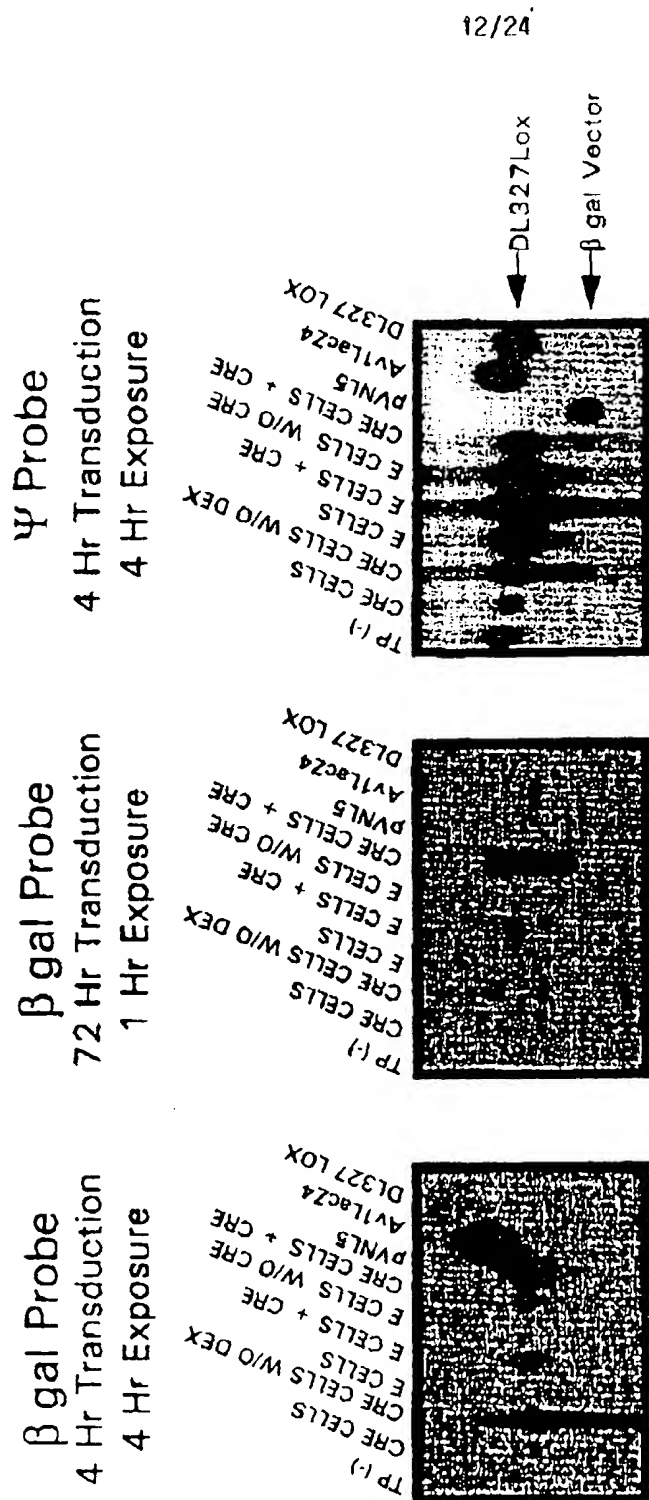 12/24
β gal Probe
4 Hr Transduction
4 Hr Exposure
TP (-)
CRE CELLS
CRE CELLS W/O DEX
E CELLS
E CELLS + CRE
E CELLS W/O CRE
CRE CELLS + CRE
pVNL5
Av1LacZ4
DL327 LOX
β gal Probe
72 Hr Transduction
1 Hr Exposure
TP (-)
CRE CELLS
CRE CELLS W/O DEX
E CELLS
E CELLS + CRE
E CELLS W/O CRE
CRE CELLS + CRE
pVNL5
Av1LacZ4
DL327 LOX
Ψ Probe
4 Hr Transduction
4 Hr Exposure
TP (-)
CRE CELLS
CRE CELLS W/O DEX
E CELLS
E CELLS + CRE
E CELLS W/O CRE
CRE CELLS + CRE
pVNL5
Av1LacZ4
DL327 LOX
DL327Lox
β gal Vector